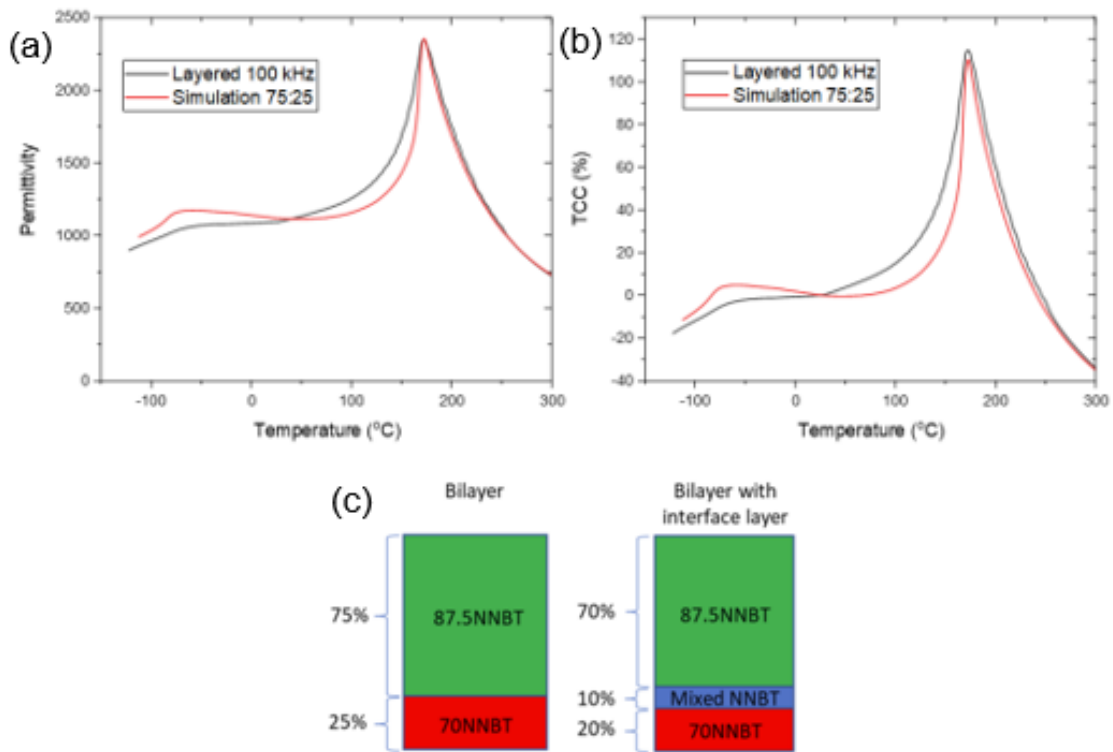 (a)
2500
2000
1500
1000
500
0
Permittivity
Layered 100 kHz
Simulation 75:25
-100
0
100
200
300
Temperature (°C)
(b)
120
100
80
60
40
20
0
-20
-40
TCC (%)
Layered 100 kHz
Simulation 75:25
-100
0
100
200
300
Temperature (°C)
(c)
Bilayer
75%
87.5NNBT
25%
70NNBT
Bilayer with
interface layer
70%
87.5NNBT
10%
Mixed NNBT
20%
70NNBT